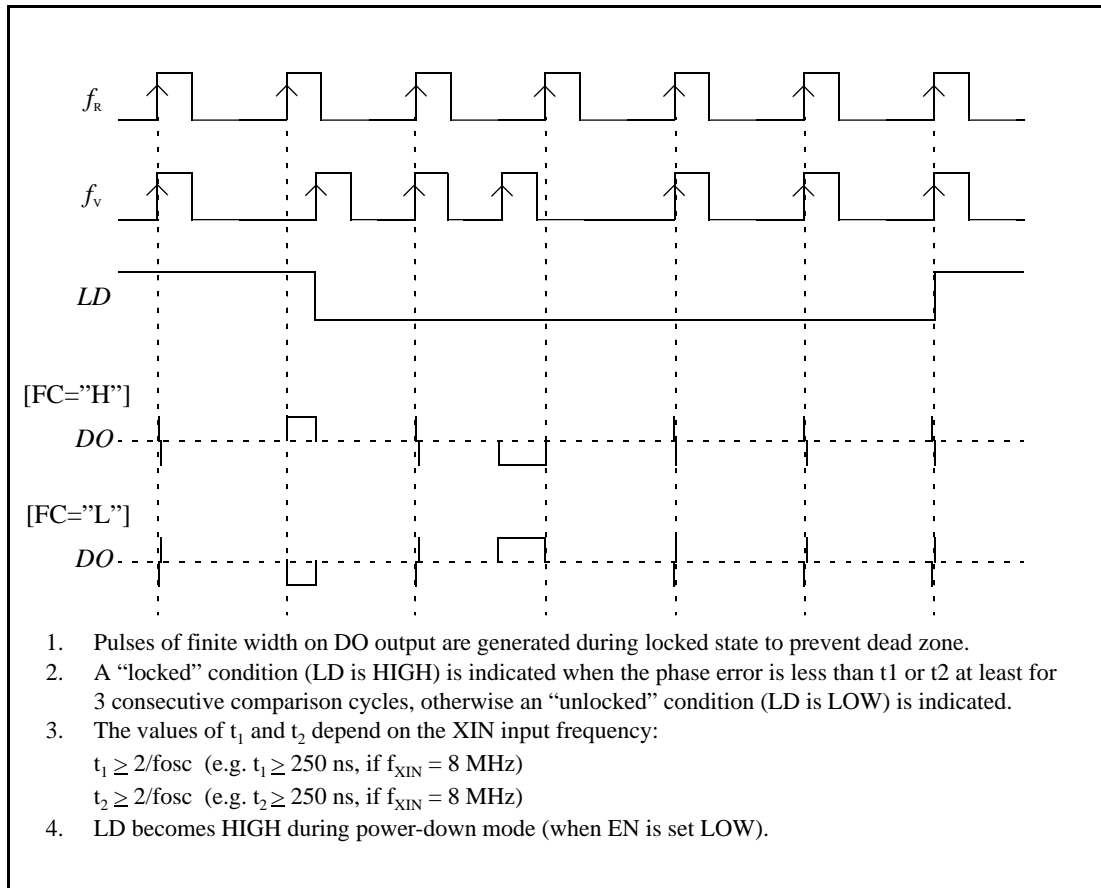 fR
fV
LD
[FC=”H”]
DO
[FC=”L”]
DO
1. Pulses of finite width on DO output are generated during locked state to prevent dead zone.
2. A “locked” condition (LD is HIGH) is indicated when the phase error is less than t1 or t2 at least for
3 consecutive comparison cycles, otherwise an “unlocked” condition (LD is LOW) is indicated.
3. The values of t1 and t2 depend on the XIN input frequency:
t1 ≥ 2/fosc (e.g. t1 ≥ 250 ns, if fXIN = 8 MHz)
t2 ≥ 2/fosc (e.g. t2 ≥ 250 ns, if fXIN = 8 MHz)
4. LD becomes HIGH during power-down mode (when EN is set LOW).